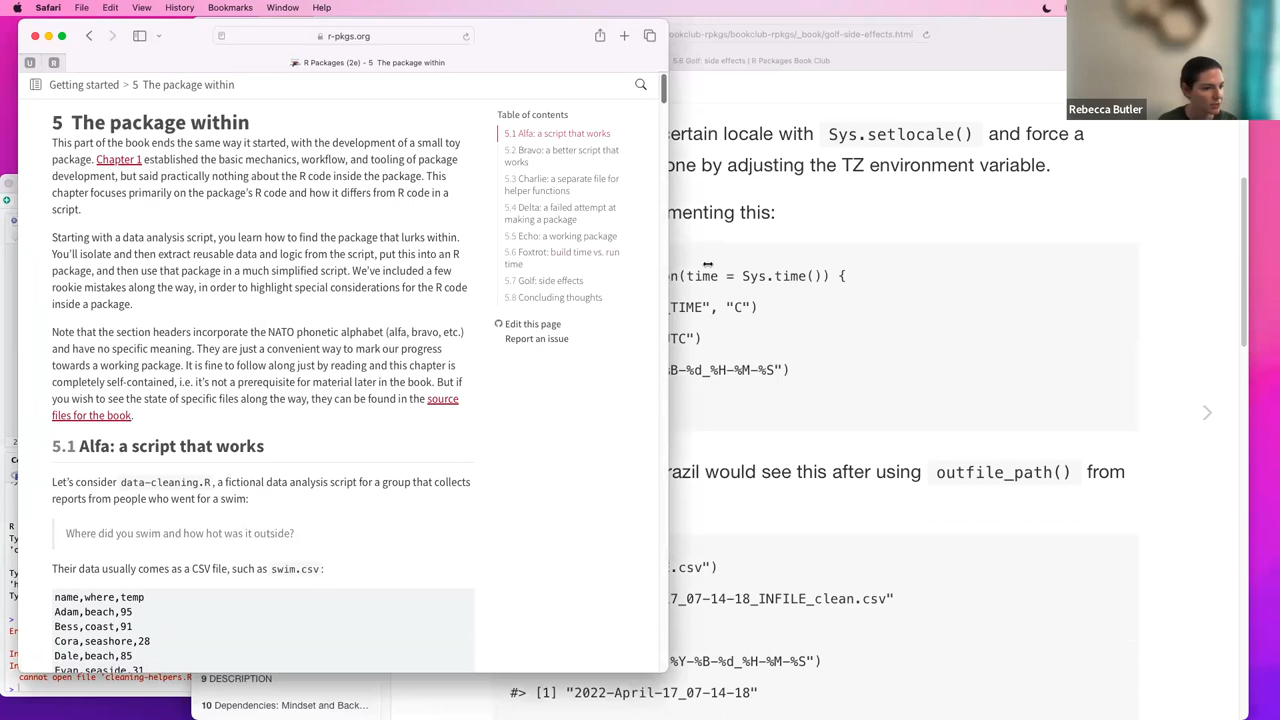 Safari File Edit View History Bookmarks Window Help
r-pkgs.org
U R R Packages (2e) - 5 The package within
Getting started > 5 The package within
5 The package within
This part of the book ends the same way it started, with the development of a small toy
package. Chapter 1 established the basic mechanics, workflow, and tooling of package
development, but said practically nothing about the R code inside the package. This
chapter focuses primarily on the package's R code and how it differs from R code in a
script.
Starting with a data analysis script, you learn how to find the package that lurks within.
You'll isolate and then extract reusable data and logic from the script, put this into an R
package, and then use that package in a much simplified script. We've included a few
rookie mistakes along the way, in order to highlight special considerations for the R code
inside a package.
Note that the section headers incorporate the NATO phonetic alphabet (alfa, bravo, etc.)
and have no specific meaning. They are just a convenient way to mark our progress
towards a working package. It is fine to follow along just by reading and this chapter is
completely self-contained, i.e. it's not a prerequisite for material later in the book. But if
you wish to see the state of specific files along the way, they can be found in the source
files for the book.
5.1 Alfa: a script that works
Let's consider data-cleaning.R, a fictional data analysis script for a group that collects
reports from people who went for a swim:
Where did you swim and how hot was it outside?
Their data usually comes as a CSV file, such as swim.csv:
name,where,temp
Adam,beach,95
Bess,coast,91
Cora,seashore,28
Dale,beach,85
Evan,seaside,31
Table of contents
5.1 Alfa: a script that works
5.2 Bravo: a better script that
works
5.3 Charlie: a separate file for
helper functions
5.4 Delta: a failed attempt at
making a package
5.5 Echo: a working package
5.6 Foxtrot: build time vs. run
time
5.7 Golf: side effects
5.8 Concluding thoughts
Edit this page
Report an issue
bookclub-rpkgs/bookclub-rpkgs/_book/golf-side-effects.html
5.6 Golf: side effects | R Packages Book Club
certain locale with Sys.setlocale() and force a
one by adjusting the TZ environment variable.
menting this:
on(time = Sys.time()) {
_TIME", "C")
UTC")
%B-%d_%H-%M-%S")
razil would see this after using outfile_path() from
.csv")
7_07-14-18_INFILE_clean.csv"
%Y-%B-%d_%H-%M-%S")
#> [1] "2022-April-17_07-14-18"
Rebecca Butler
cannot open file 'cleaning-helpers.R
>
9 DESCRIPTION
10 Dependencies: Mindset and Back...